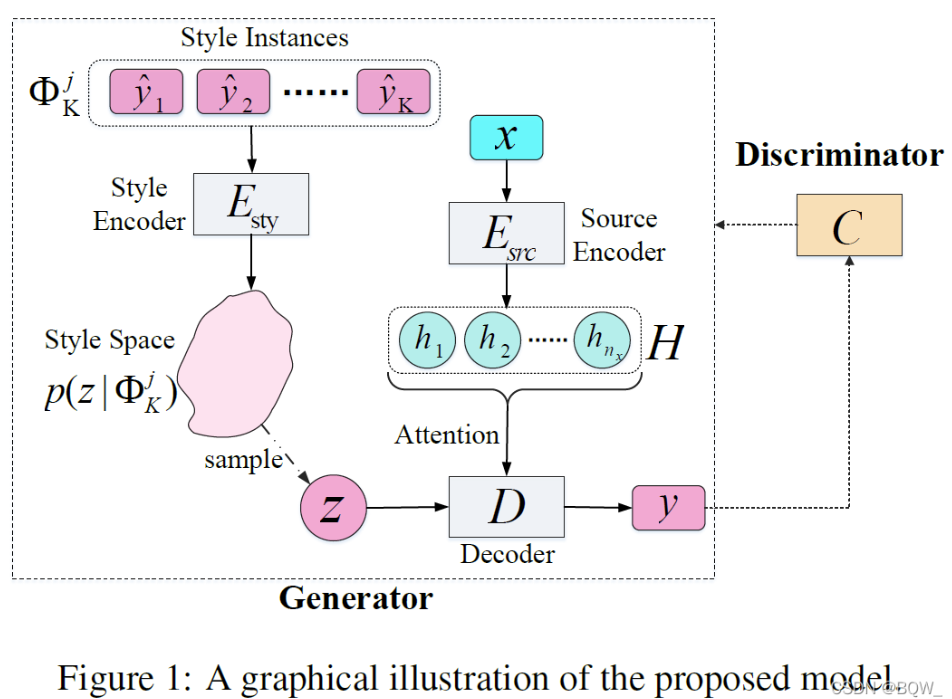 Style Instances
Φ_K^j ŷ_1 ŷ_2 ······ ŷ_K
x
Discriminator
Style
Encoder
E_sty
E_src
Source
Encoder
C
Style Space
p(z | Φ_K^j)
h_1 h_2 ······ h_{n_x} H
Attention
sample
z
D
y
Decoder
Generator
Figure 1: A graphical illustration of the proposed model.
CSDN @BQW_